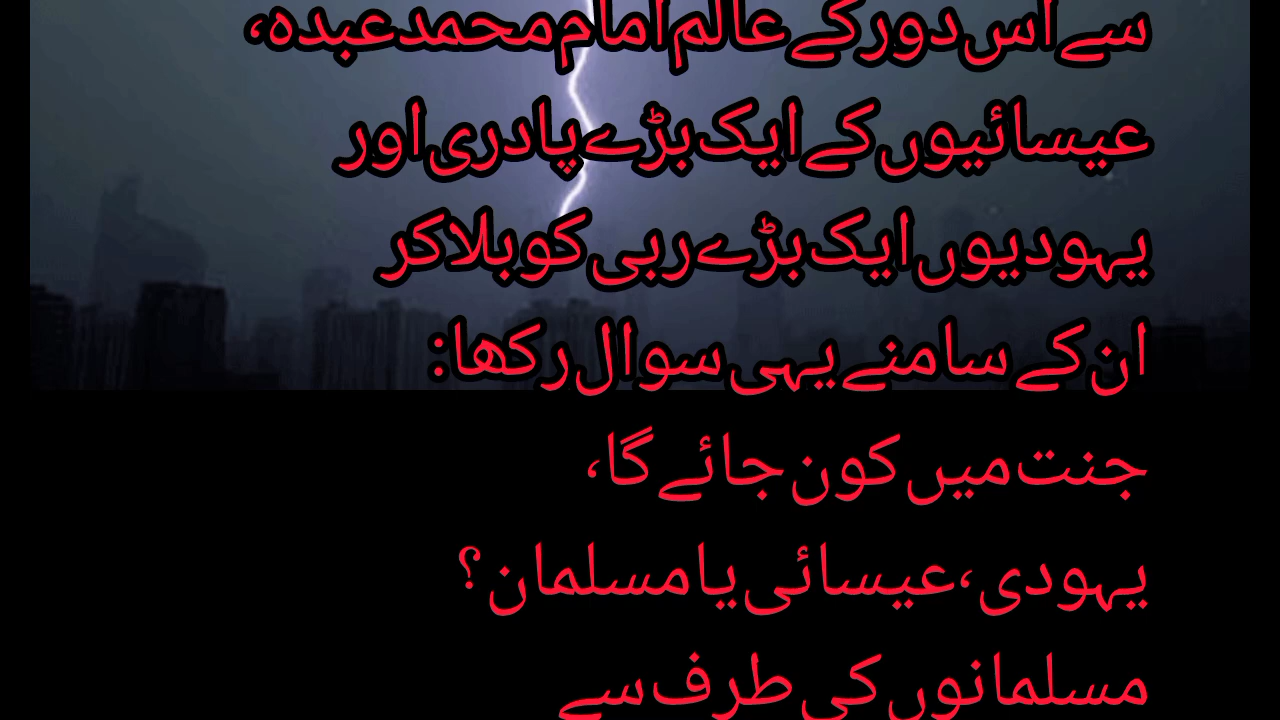 سے اس دور کے عالم امام محمد عبدہ،
عیسائیوں کے ایک بڑے پادری اور
یہودیوں ایک بڑے ربی کو بلا کر
ان کے سامنے یہی سوال رکھا:
جنت میں کون جائے گا،
یہودی، عیسائی یا مسلمان؟
مسلمانوں کی طرف سے